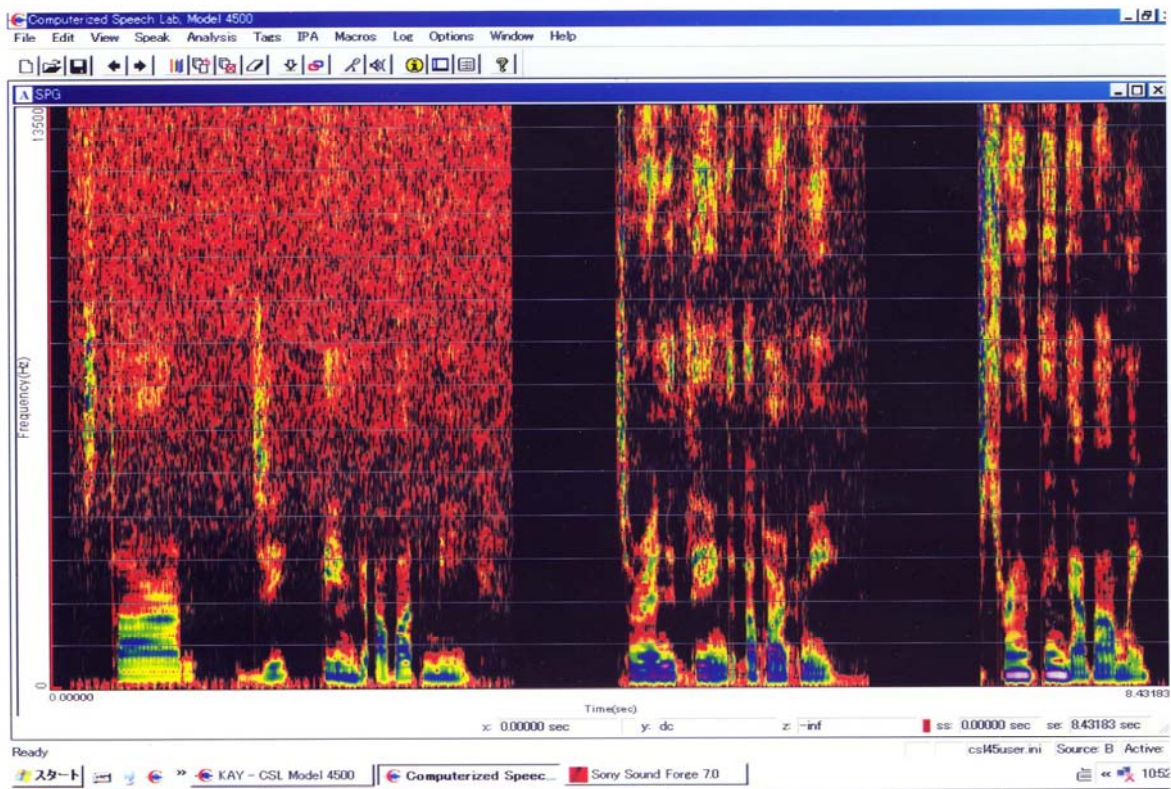 Computerized Speech Lab, Model 4500
File Edit View Speak Analysis Tags IPA Macros Log Options Window Help
A SPG
13500
Frequency(Hz)
0
0.00000 8.43183
Time(sec)
x: 0.00000 sec y: dc z: -inf ss: 0.00000 sec se: 8.43183 sec
Ready csl45user.ini Source: B Active:
スタート » KAY - CSL Model 4500 Computerized Speec... Sony Sound Forge 7.0 « 10:52